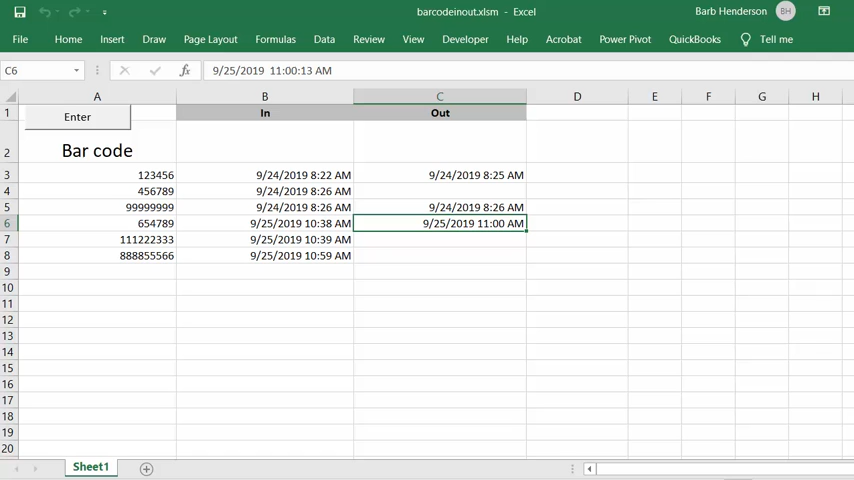 barcodeinout.xlsm - Excel
Barb Henderson
BH
File Home Insert Draw Page Layout Formulas Data Review View Developer Help Acrobat Power Pivot QuickBooks Tell me
C6 fx 9/25/2019 11:00:13 AM
A B C D E F G H
1 Enter In Out
2 Bar code
3 123456 9/24/2019 8:22 AM 9/24/2019 8:25 AM
4 456789 9/24/2019 8:26 AM
5 99999999 9/24/2019 8:26 AM 9/24/2019 8:26 AM
6 654789 9/25/2019 10:38 AM 9/25/2019 11:00 AM
7 111222333 9/25/2019 10:39 AM
8 888855566 9/25/2019 10:59 AM
9
10
11
12
13
14
15
16
17
18
19
20
Sheet1